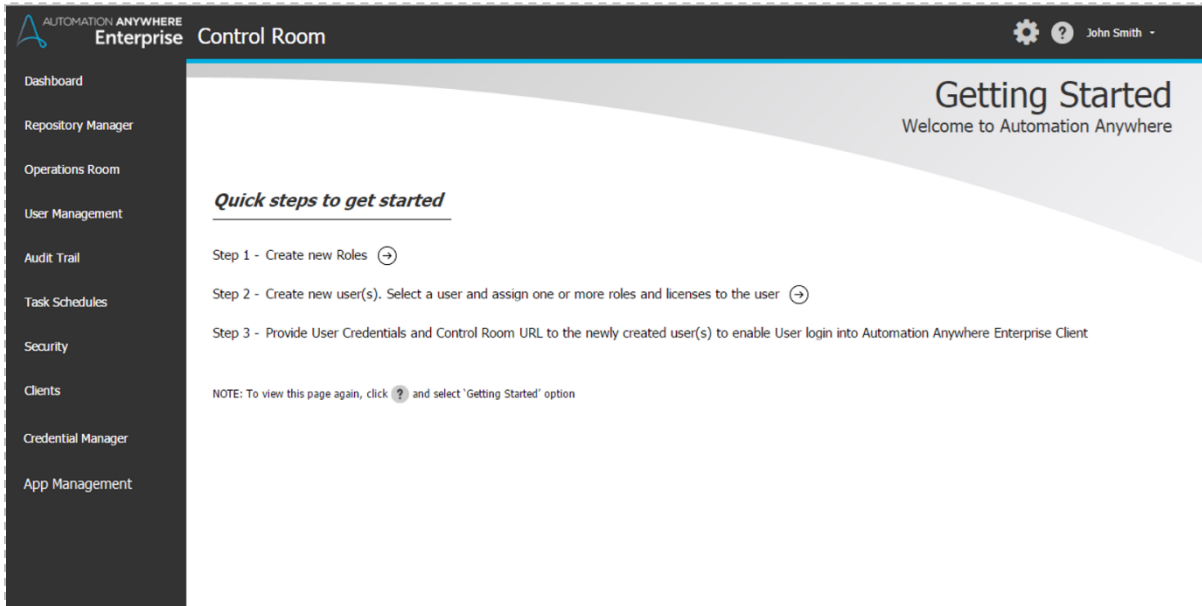 AUTOMATION ANYWHERE
Enterprise Control Room
John Smith
Dashboard
Repository Manager
Operations Room
User Management
Audit Trail
Task Schedules
Security
Clients
Credential Manager
App Management
Getting Started
Welcome to Automation Anywhere
Quick steps to get started
Step 1 - Create new Roles
Step 2 - Create new user(s). Select a user and assign one or more roles and licenses to the user
Step 3 - Provide User Credentials and Control Room URL to the newly created user(s) to enable User login into Automation Anywhere Enterprise Client
NOTE: To view this page again, click ? and select `Getting Started' option